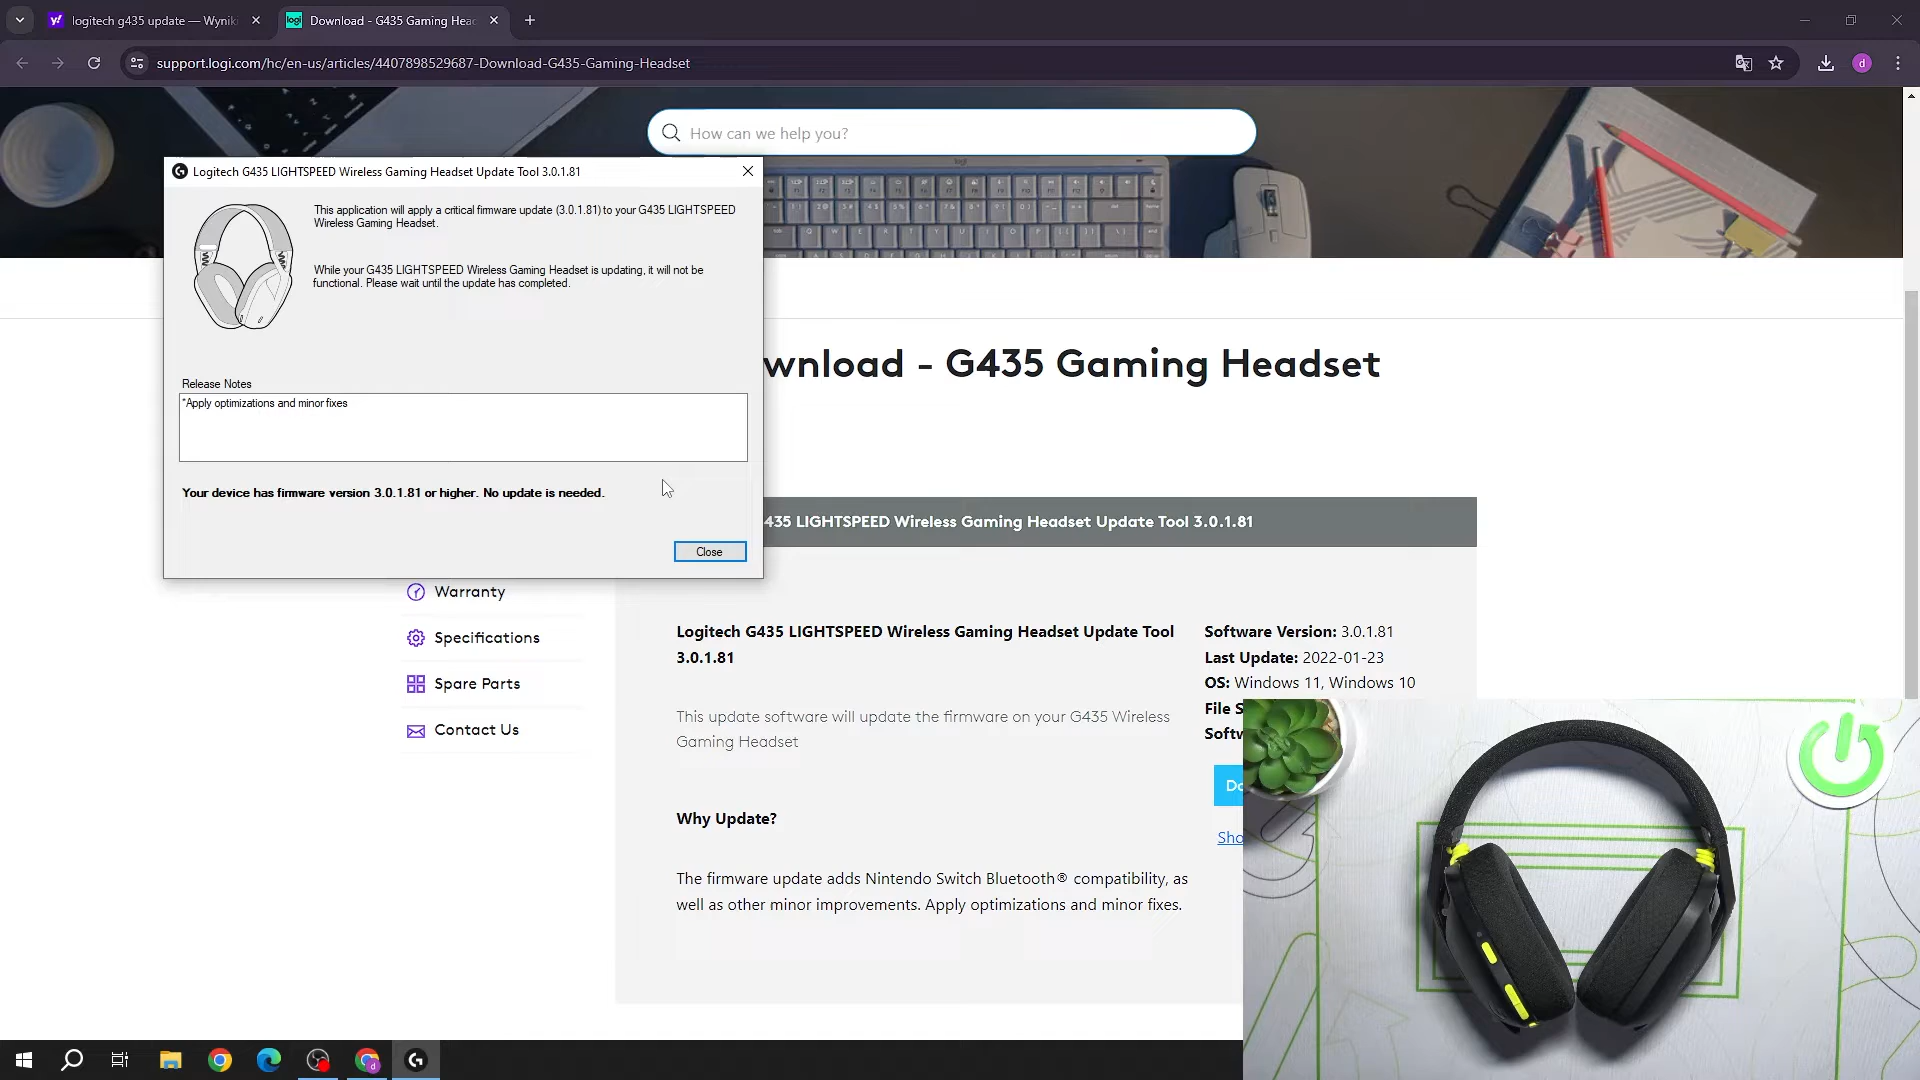 logitech g435 update — Wynik
Download - G435 Gaming Head
support.logi.com/hc/en-us/articles/4407898529687-Download-G435-Gaming-Headset
d
How can we help you?
Logitech G435 LIGHTSPEED Wireless Gaming Headset Update Tool 3.0.1.81
This application will apply a critical firmware update (3.0.1.81) to your G435 LIGHTSPEED
Wireless Gaming Headset.
While your G435 LIGHTSPEED Wireless Gaming Headset is updating, it will not be
functional. Please wait until the update has completed.
Release Notes
*Apply optimizations and minor fixes
Your device has firmware version 3.0.1.81 or higher. No update is needed.
Close
wnload - G435 Gaming Headset
435 LIGHTSPEED Wireless Gaming Headset Update Tool 3.0.1.81
Warranty
Specifications
Spare Parts
Contact Us
Logitech G435 LIGHTSPEED Wireless Gaming Headset Update Tool
3.0.1.81
This update software will update the firmware on your G435 Wireless
Gaming Headset
Why Update?
The firmware update adds Nintendo Switch Bluetooth® compatibility, as
well as other minor improvements. Apply optimizations and minor fixes.
Software Version: 3.0.1.81
Last Update: 2022-01-23
OS: Windows 11, Windows 10
File S
Softw
Do
Sho